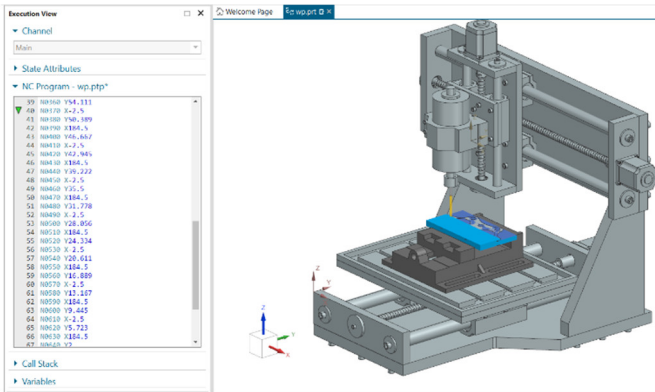 Execution View
Channel
Main
State Attributes
NC Program - wp.ptp*
39 N0360 Y54.111
40 N0370 X-2.5
41 N0380 Y50.389
42 N0390 X184.5
43 N0400 Y46.667
44 N0410 X-2.5
45 N0420 Y42.945
46 N0430 X184.5
47 N0440 Y39.222
48 N0450 X-2.5
49 N0460 Y35.5
50 N0470 X184.5
51 N0480 Y31.778
52 N0490 X-2.5
53 N0500 Y28.056
54 N0510 X184.5
55 N0520 Y24.334
56 N0530 X-2.5
57 N0540 Y20.611
58 N0550 X184.5
59 N0560 Y16.889
60 N0570 X-2.5
61 N0580 Y13.167
62 N0590 X184.5
63 N0600 Y9.445
64 N0610 X-2.5
65 N0620 Y5.723
66 N0630 X184.5
67 N0640 Y2
Call Stack
Variables
Welcome Page
wp.prt
Z
Y
Z
Y
X